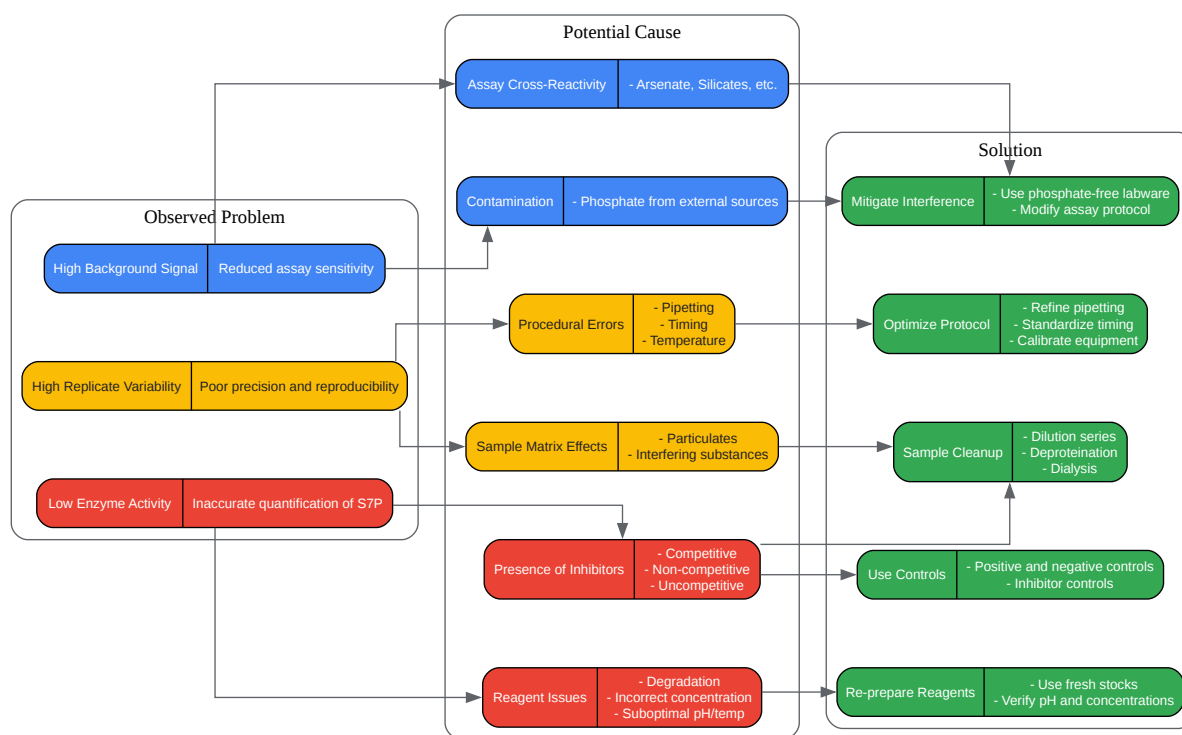 Observed Problem
High Background Signal
Reduced assay sensitivity
High Replicate Variability
Poor precision and reproducibility
Low Enzyme Activity
Inaccurate quantification of S7P
Potential Cause
Assay Cross-Reactivity
- Arsenate, Silicates, etc.
Contamination
- Phosphate from external sources
Procedural Errors
- Pipetting
- Timing
- Temperature
Sample Matrix Effects
- Particulates
- Interfering substances
Presence of Inhibitors
- Competitive
- Non-competitive
- Uncompetitive
Reagent Issues
- Degradation
- Incorrect concentration
- Suboptimal pH/temp
Solution
Mitigate Interference
- Use phosphate-free labware
- Modify assay protocol
Optimize Protocol
- Refine pipetting
- Standardize timing
- Calibrate equipment
Sample Cleanup
- Dilution series
- Deproteination
- Dialysis
Use Controls
- Positive and negative controls
- Inhibitor controls
Re-prepare Reagents
- Use fresh stocks
- Verify pH and concentrations